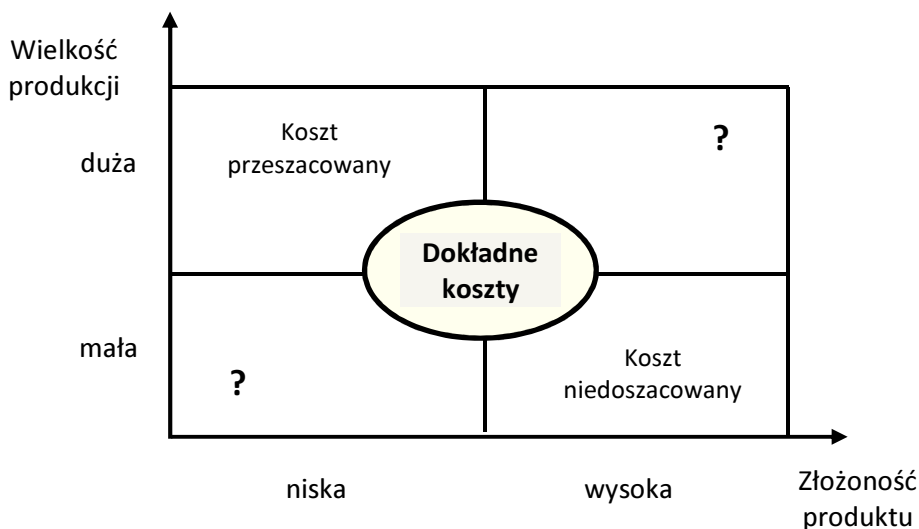 Wielkość
produkcji
Koszt
przeszacowany
?
duża
Dokładne
koszty
mała
?
Koszt
niedoszacowany
niska
wysoka
Złożoność
produktu